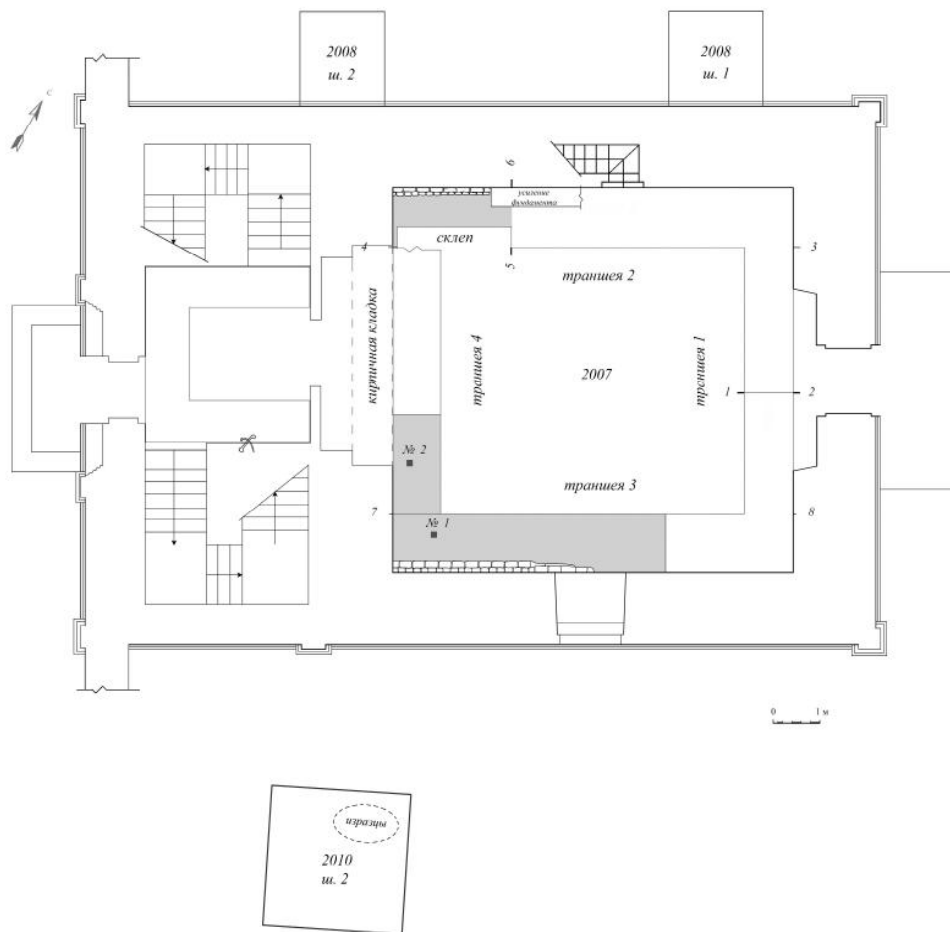 2008
ш. 2
2008
ш. 1
с
6
усиление
фундамента
4
склеп
5
3
траншея 2
кирпичная кладка
траншея 4
2007
трсншея 1
1
2
№ 2
траншея 3
7
№ 1
8
0 1 м
изразцы
2010
ш. 2